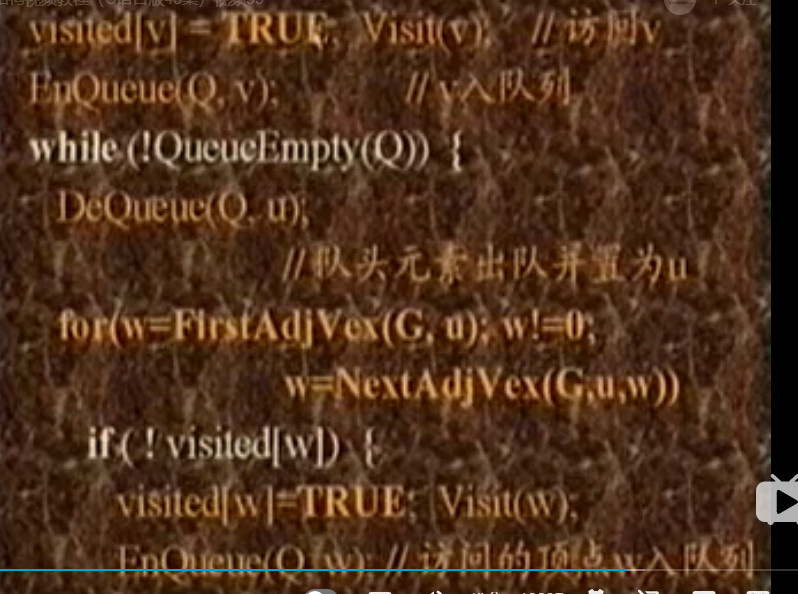 visited[v] = TRUE; Visit(v); // 访问v
EnQueue(Q, v); // v入队列
while (!QueueEmpty(Q)) {
DeQueue(Q, u);
//队头元素出队并置为u
for(w=FirstAdjVex(G, u); w!=0;
w=NextAdjVex(G,u,w))
if ( ! visited[w]) {
visited[w]=TRUE; Visit(w);
EnQueue(Q, w); // 访问的顶点w入队列